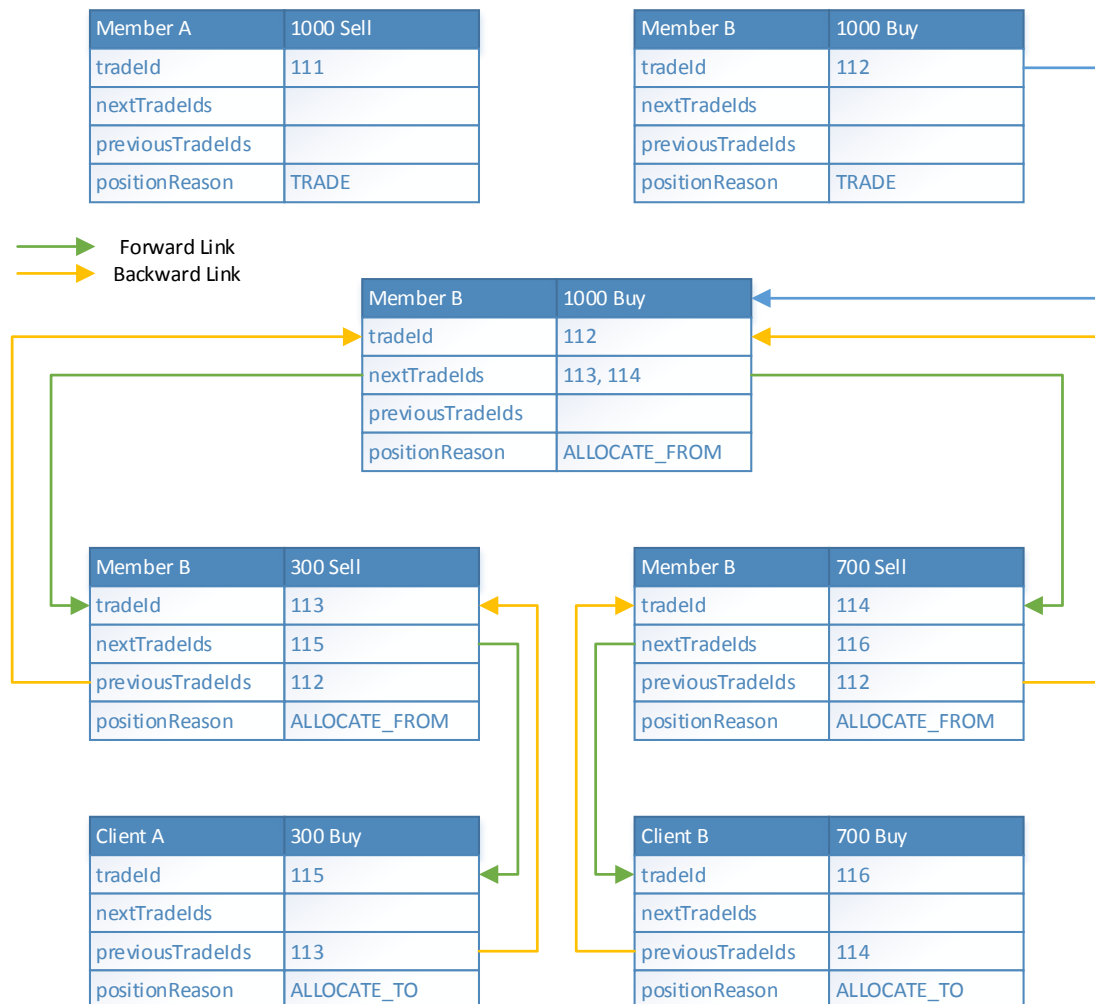 Member A 1000 Sell
tradeId 111
nextTradeIds
previousTradeIds
positionReason TRADE
Member B 1000 Buy
tradeId 112
nextTradeIds
previousTradeIds
positionReason TRADE
Forward Link
Backward Link
Member B 1000 Buy
tradeId 112
nextTradeIds 113, 114
previousTradeIds
positionReason ALLOCATE_FROM
Member B 300 Sell
tradeId 113
nextTradeIds 115
previousTradeIds 112
positionReason ALLOCATE_FROM
Member B 700 Sell
tradeId 114
nextTradeIds 116
previousTradeIds 112
positionReason ALLOCATE_FROM
Client A 300 Buy
tradeId 115
nextTradeIds
previousTradeIds 113
positionReason ALLOCATE_TO
Client B 700 Buy
tradeId 116
nextTradeIds
previousTradeIds 114
positionReason ALLOCATE_TO